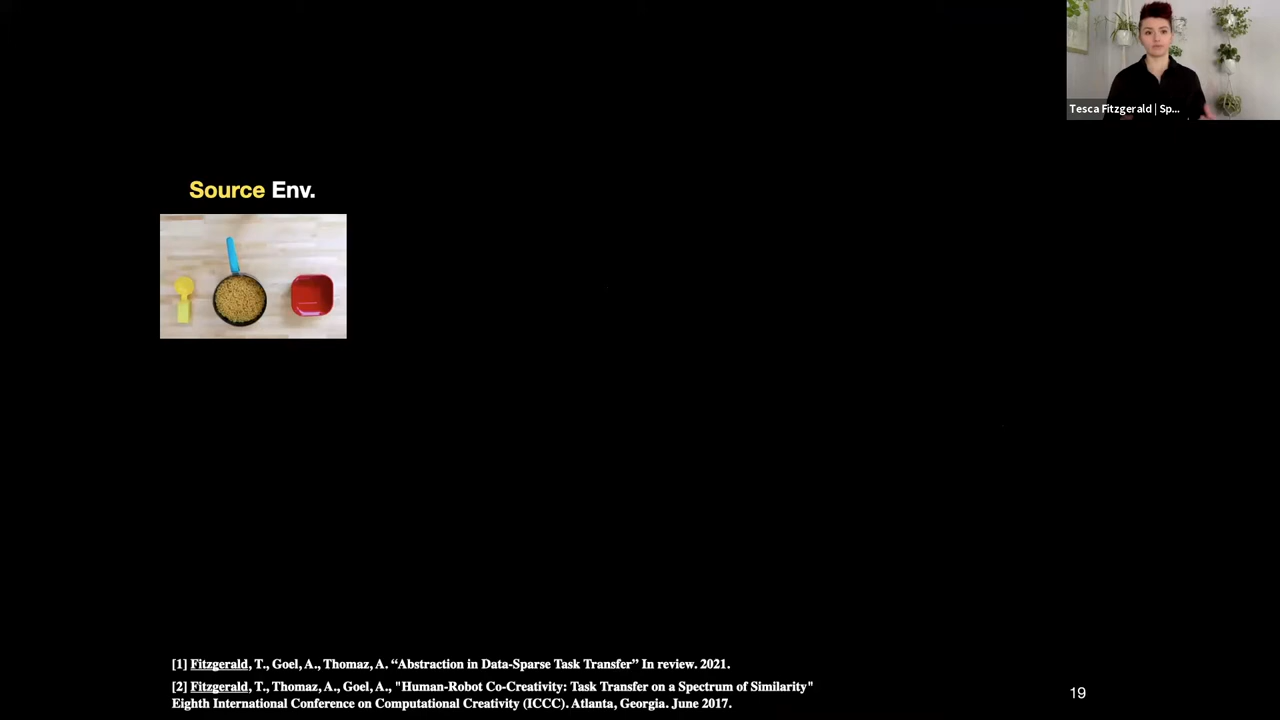 Tesca Fitzgerald | Sp...
Source Env.
[1] Fitzgerald, T., Goel, A., Thomaz, A. “Abstraction in Data-Sparse Task Transfer” In review. 2021.
[2] Fitzgerald, T., Thomaz, A., Goel, A., "Human-Robot Co-Creativity: Task Transfer on a Spectrum of Similarity"
Eighth International Conference on Computational Creativity (ICCC). Atlanta, Georgia. June 2017.
19